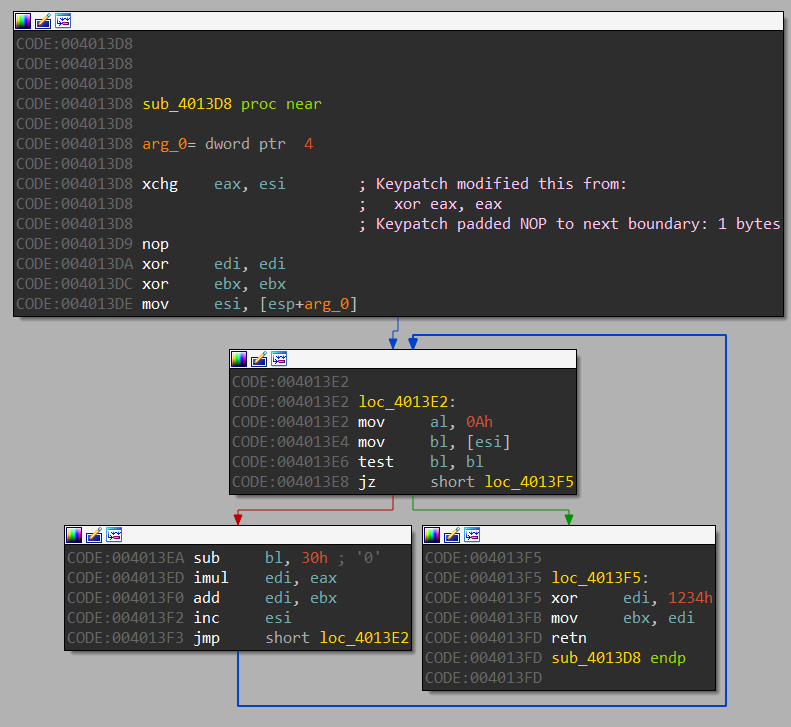 CODE:004013D8
CODE:004013D8
CODE:004013D8
CODE:004013D8 sub_4013D8 proc near
CODE:004013D8
CODE:004013D8 arg_0= dword ptr  4
CODE:004013D8
CODE:004013D8 xchg    eax, esi        ; Keypatch modified this from:
CODE:004013D8                         ;   xor eax, eax
CODE:004013D8                         ; Keypatch padded NOP to next boundary: 1 bytes
CODE:004013D9 nop
CODE:004013DA xor     edi, edi
CODE:004013DC xor     ebx, ebx
CODE:004013DE mov     esi, [esp+arg_0]
CODE:004013E2
CODE:004013E2 loc_4013E2:
CODE:004013E2 mov     al, 0Ah
CODE:004013E4 mov     bl, [esi]
CODE:004013E6 test    bl, bl
CODE:004013E8 jz      short loc_4013F5
CODE:004013EA sub     bl, 30h ; '0'
CODE:004013ED imul    edi, eax
CODE:004013F0 add     edi, ebx
CODE:004013F2 inc     esi
CODE:004013F3 jmp     short loc_4013E2
CODE:004013F5
CODE:004013F5 loc_4013F5:
CODE:004013F5 xor     edi, 1234h
CODE:004013FB mov     ebx, edi
CODE:004013FD retn
CODE:004013FD sub_4013D8 endp
CODE:004013FD